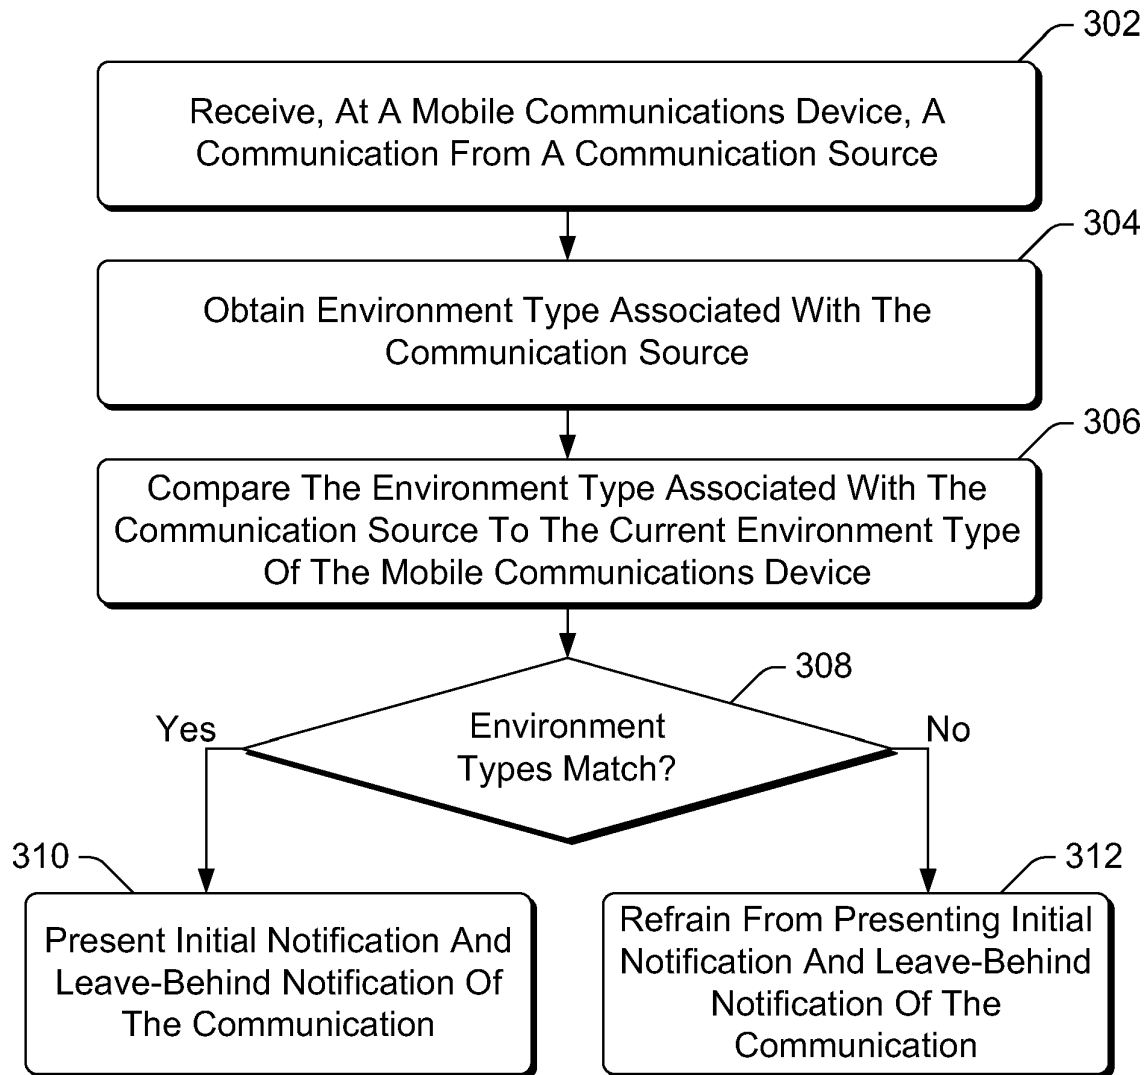 302
Receive, At A Mobile Communications Device, A
Communication From A Communication Source
304
Obtain Environment Type Associated With The
Communication Source
306
Compare The Environment Type Associated With The
Communication Source To The Current Environment Type
Of The Mobile Communications Device
308
Environment
Types Match?
Yes
No
310
Present Initial Notification And
Leave-Behind Notification Of
The Communication
312
Refrain From Presenting Initial
Notification And Leave-Behind
Notification Of The
Communication